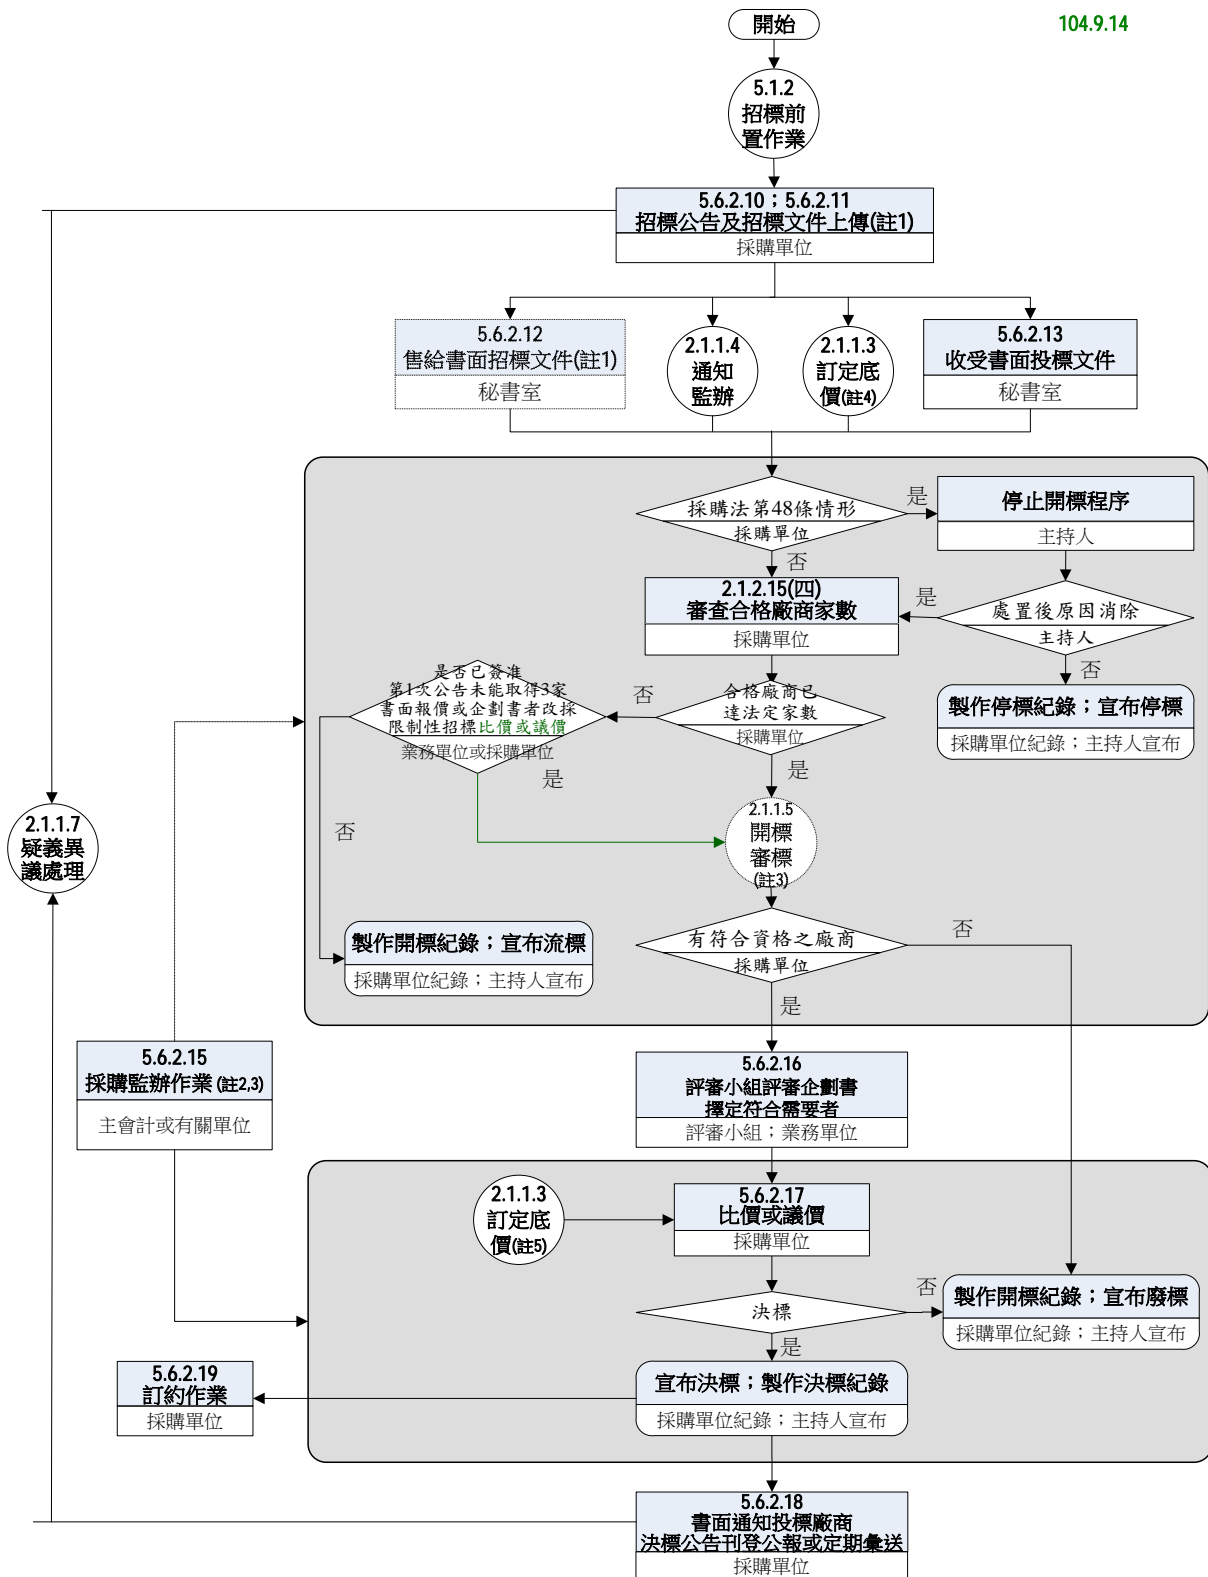 開始
104.9.14
5.1.2
招標前
置作業
5.6.2.10；5.6.2.11
招標公告及招標文件上傳(註1)
採購單位
5.6.2.12
售給書面招標文件(註1)
秘書室
2.1.1.4
通知
監辦
2.1.1.3
訂定底
價(註4)
5.6.2.13
收受書面投標文件
秘書室
採購法第48條情形
採購單位
是
停止開標程序
主持人
否
2.1.2.15(四)
審查合格廠商家數
採購單位
是
處置後原因消除
主持人
否
製作停標紀錄；宣布停標
採購單位紀錄；主持人宣布
是否已簽准
第1次公告未能取得3家
書面報價或企劃書者改採
限制性招標比價或議價
業務單位或採購單位
否
合格廠商已
達法定家數
採購單位
是
是
否
2.1.1.5
開標
審標
(註3)
2.1.1.7
疑義異
議處理
製作開標紀錄；宣布流標
採購單位紀錄；主持人宣布
有符合資格之廠商
採購單位
否
是
5.6.2.15
採購監辦作業(註2,3)
主會計或有關單位
5.6.2.16
評審小組評審企劃書
擇定符合需要者
評審小組；業務單位
2.1.1.3
訂定底
價(註5)
5.6.2.17
比價或議價
採購單位
決標
否
製作開標紀錄；宣布廢標
採購單位紀錄；主持人宣布
是
宣布決標；製作決標紀錄
採購單位紀錄；主持人宣布
5.6.2.19
訂約作業
採購單位
5.6.2.18
書面通知投標廠商
決標公告刊登公報或定期彙送
採購單位